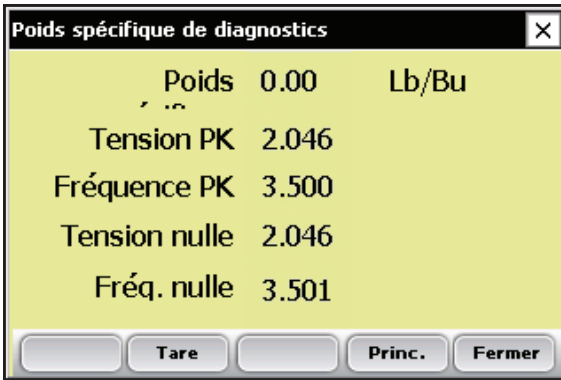 Poids spécifique de diagnostics
Poids 0.00 Lb/Bu
Tension PK 2.046
Fréquence PK 3.500
Tension nulle 2.046
Fréq. nulle 3.501
Tare Princ. Fermer